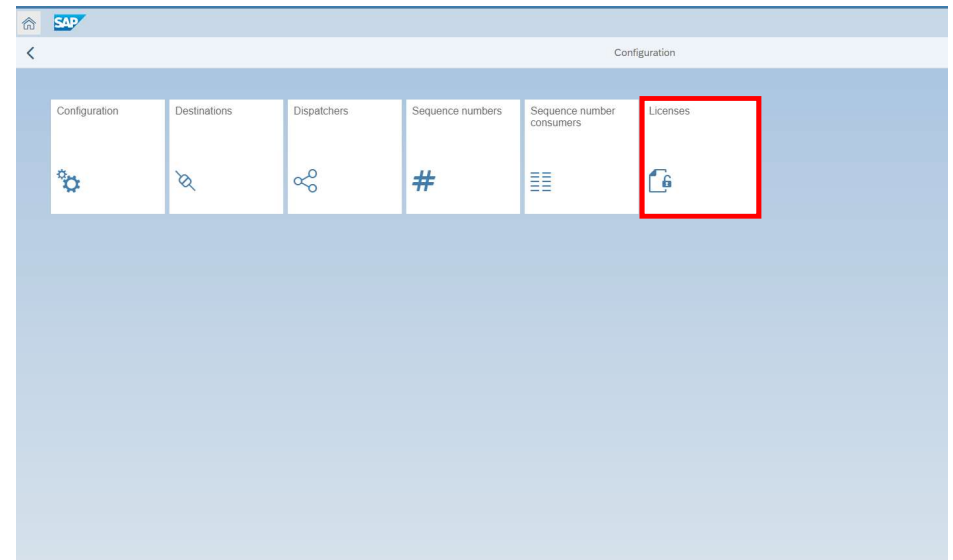 SAP
Configuration
Configuration
Destinations
Dispatchers
Sequence numbers
Sequence number
consumers
Licenses
#